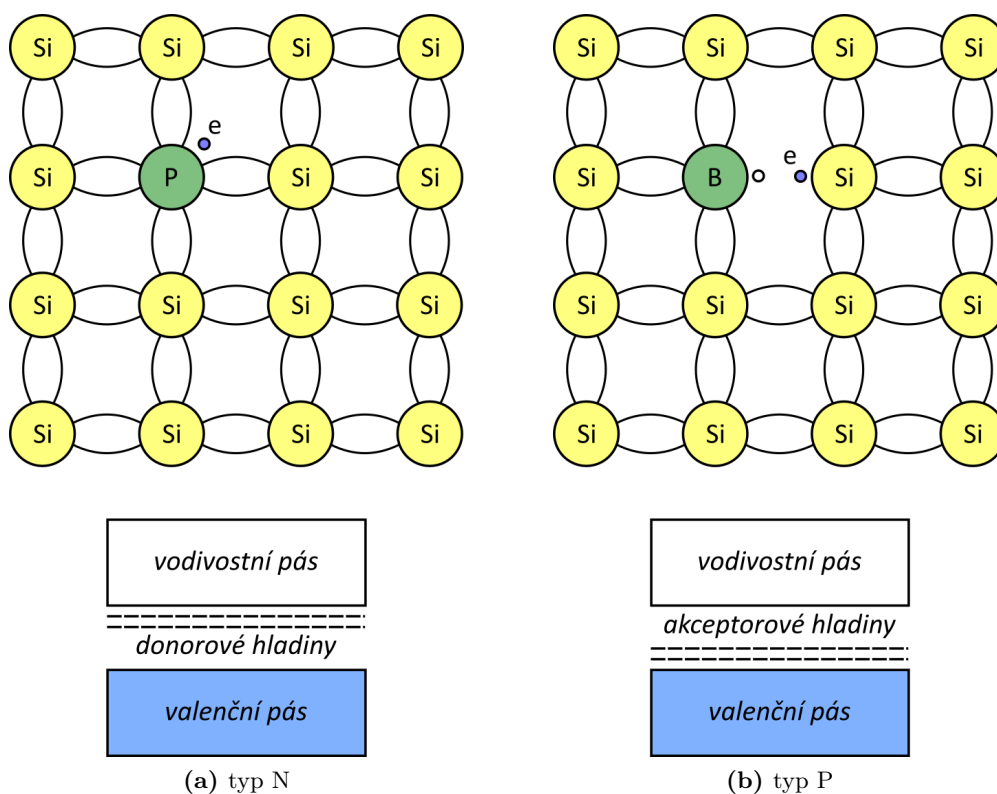 Si Si Si Si
e
Si P Si Si
Si Si Si Si
Si Si Si Si
vodivostní pás
donorové hladiny
valenční pás
(a) typ N
Si Si Si Si
e
Si B Si Si
Si Si Si Si
Si Si Si Si
vodivostní pás
akceptorové hladiny
valenční pás
(b) typ P